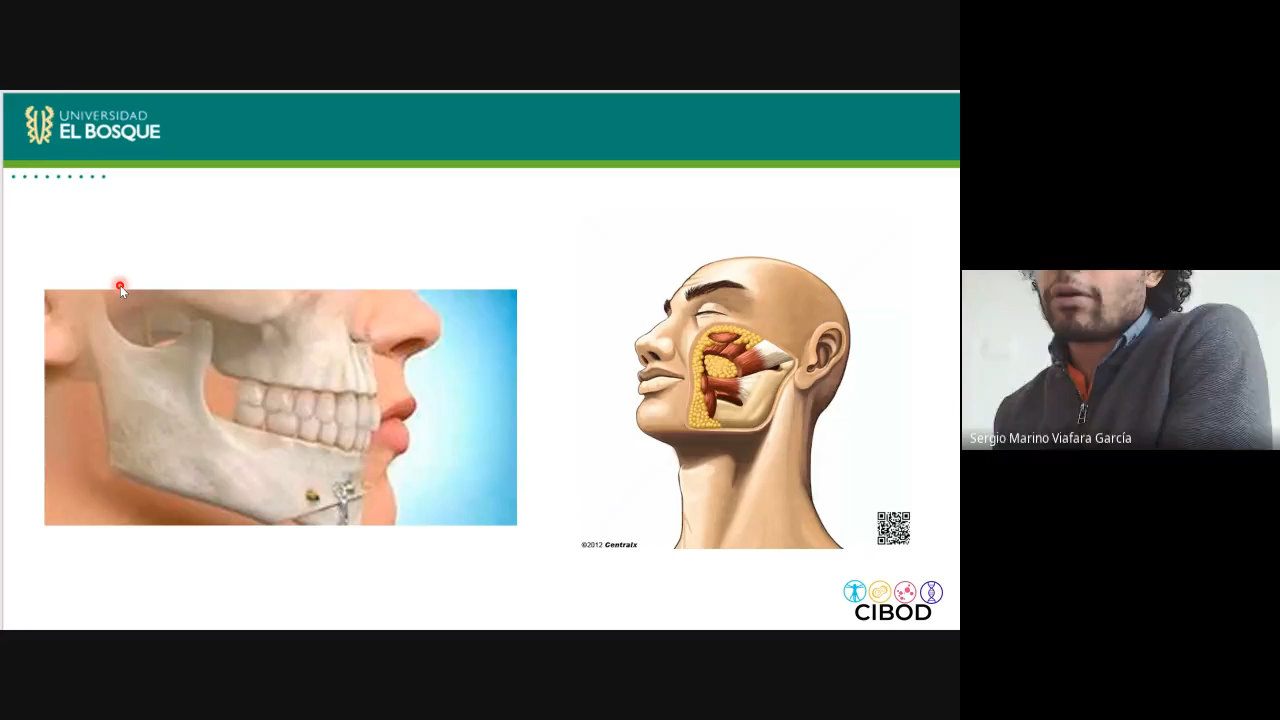 UNIVERSIDAD
EL BOSQUE
©2012 Centralx
CIBOD
Sergio Marino Viafara García